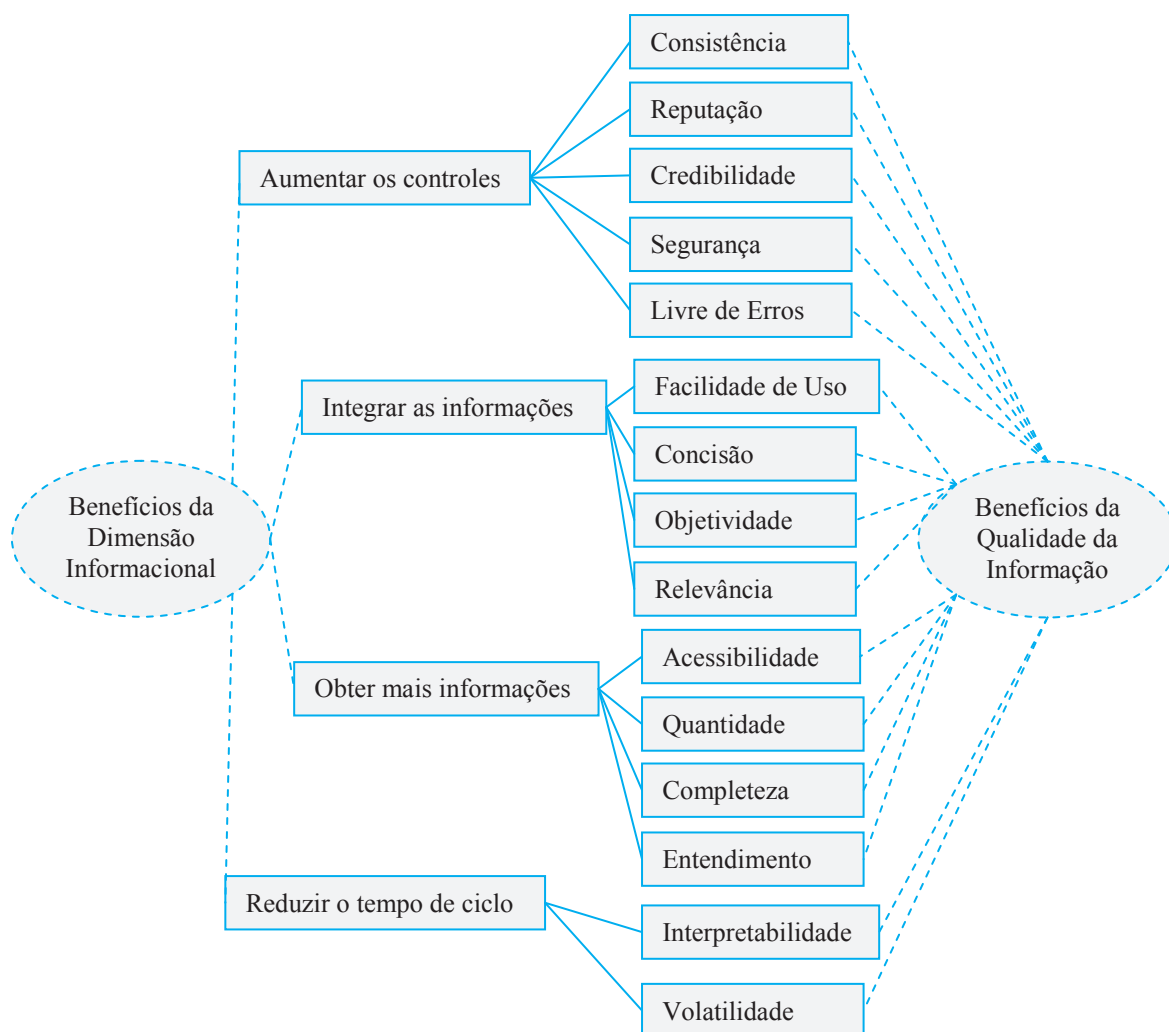 Consistência
Reputação
Aumentar os controles
Credibilidade
Segurança
Livre de Erros
Integrar as informações
Facilidade de Uso
Concisão
Objetividade
Relevância
Benefícios da
Dimensão
Informacional
Benefícios da
Qualidade da
Informação
Obter mais informações
Acessibilidade
Quantidade
Completeza
Entendimento
Reduzir o tempo de ciclo
Interpretabilidade
Volatilidade